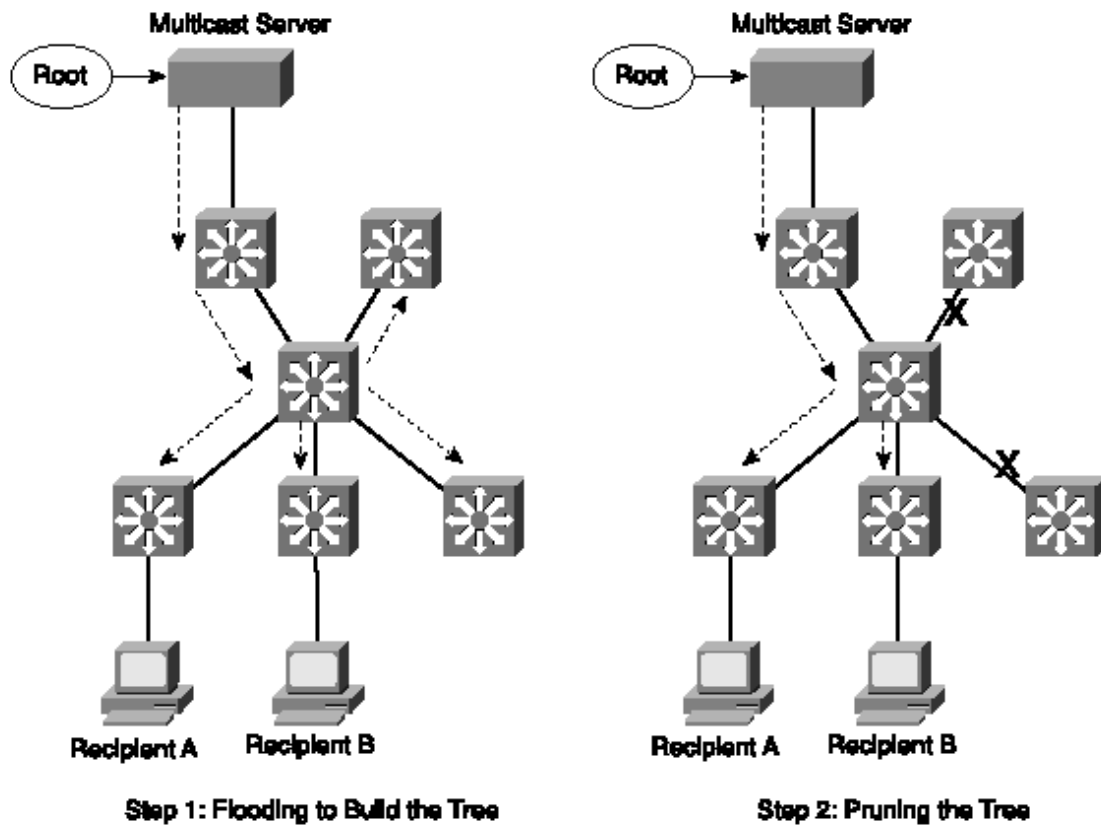 Multicast Server
Root
Recipient A
Recipient B
Step 1: Flooding to Build the Tree
Multicast Server
Root
X
X
Recipient A
Recipient B
Step 2: Pruning the Tree